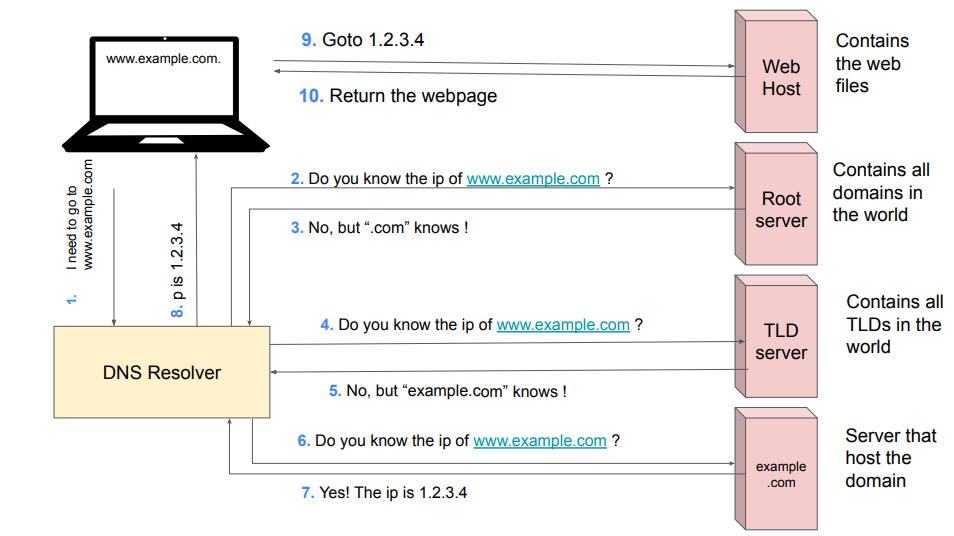 www.example.com.
9. Goto 1.2.3.4
10. Return the webpage
Web
Host
Contains
the web
files
1. I need to go to
www.example.com
8. p is 1.2.3.4
2. Do you know the ip of www.example.com ?
3. No, but “.com” knows !
Root
server
Contains all
domains in
the world
4. Do you know the ip of www.example.com ?
5. No, but “example.com” knows !
TLD
server
Contains all
TLDs in the
world
DNS Resolver
6. Do you know the ip of www.example.com ?
7. Yes! The ip is 1.2.3.4
example
.com
Server that
host the
domain